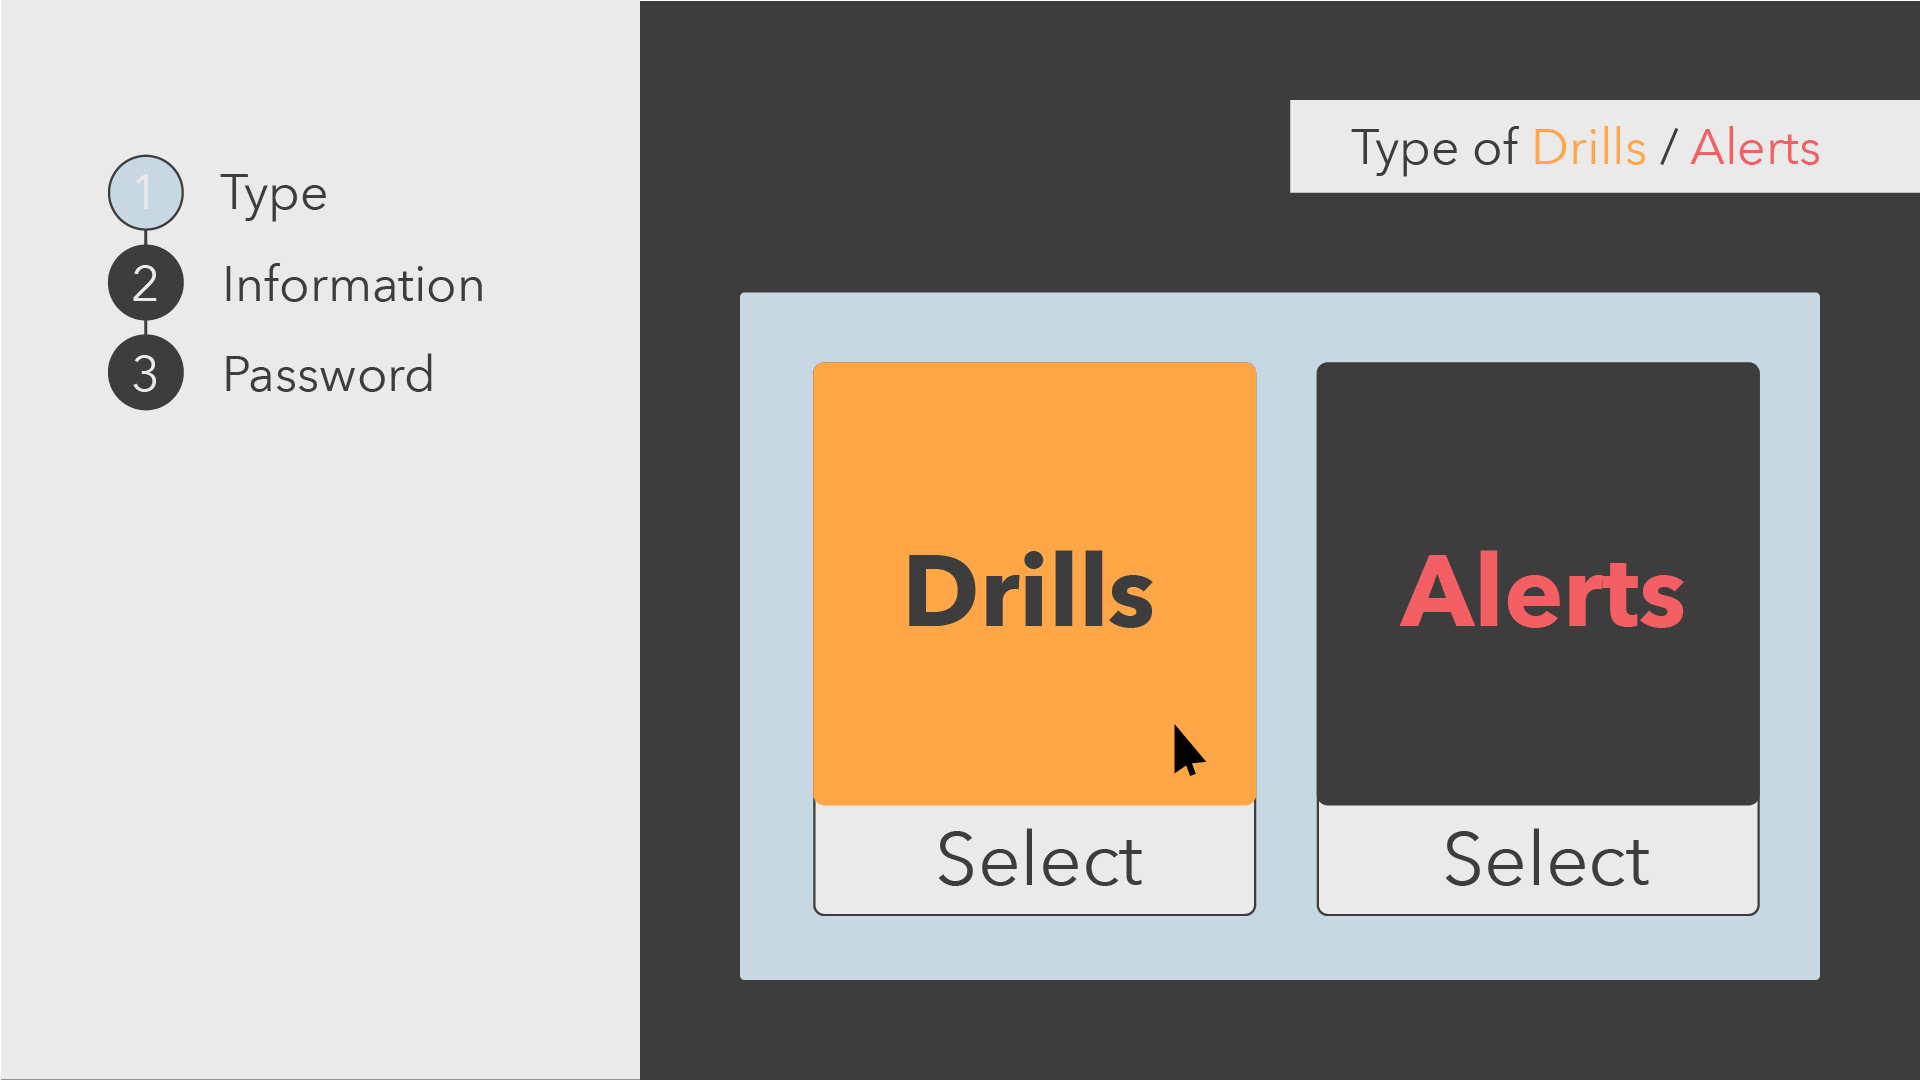 1 Type
2 Information
3 Password
Type of Drills / Alerts
Drills
Select
Alerts
Select